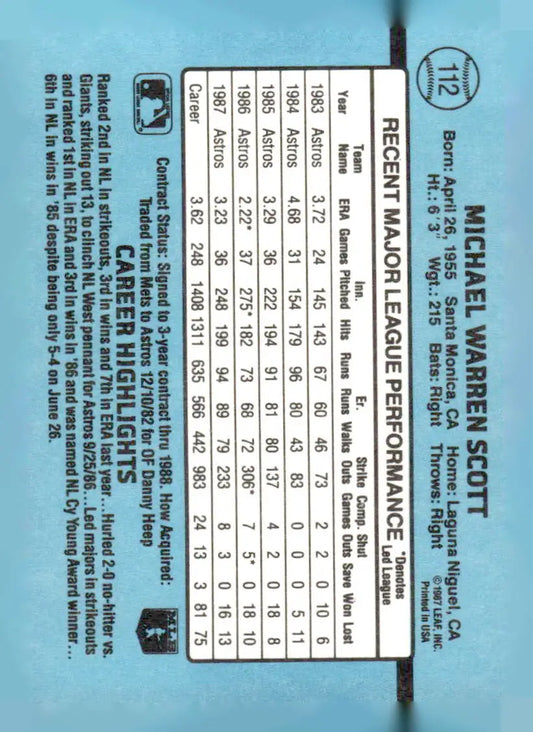 112
MICHAEL WARREN SCOTT
Born: April 26, 1955 Santa Monica, CA Home: Laguna Niguel, CA
Ht.: 6'3" Wgt.: 215 Bats: Right Throws: Right
©1987 LEAF, INC.
Printed in USA
RECENT MAJOR LEAGUE PERFORMANCE *Denotes Led League
Year Team Name ERA Games Inn. Pitched Hits Runs Er. Runs Walks Strike Outs Comp. Games Shut Outs Save Won Lost
1983 Astros 3.72 24 145 143 67 60 46 73 2 2 0 10 6
1984 Astros 4.68 31 154 179 96 80 43 83 0 0 0 5 11
1985 Astros 3.29 36 222 194 91 81 80 137 4 2 0 18 8
1986 Astros 2.22* 37 275* 182 73 68 72 306* 7 5* 0 18 10
1987 Astros 3.23 36 248 199 94 89 79 233 8 3 0 16 13
Career 3.62 248 1408 1311 635 566 442 983 24 13 3 81 75
Contract Status: Signed to 3-year contract thru 1988. How Acquired:
Traded from Mets to Astros 12/10/82 for OF Danny Heep
MLB
CAREER HIGHLIGHTS
Ranked 2nd in NL in strikeouts, 3rd in wins and 7th in ERA last year...Hurled 2-0 no-hitter vs.
Giants, striking out 13, to clinch NL West pennant for Astros 9/25/86...Led majors in strikeouts
and ranked 1st in NL in ERA and 3rd in wins in '86 and was named NL Cy Young Award winner...
6th in NL in wins in '85 despite being only 5-4 on June 26.